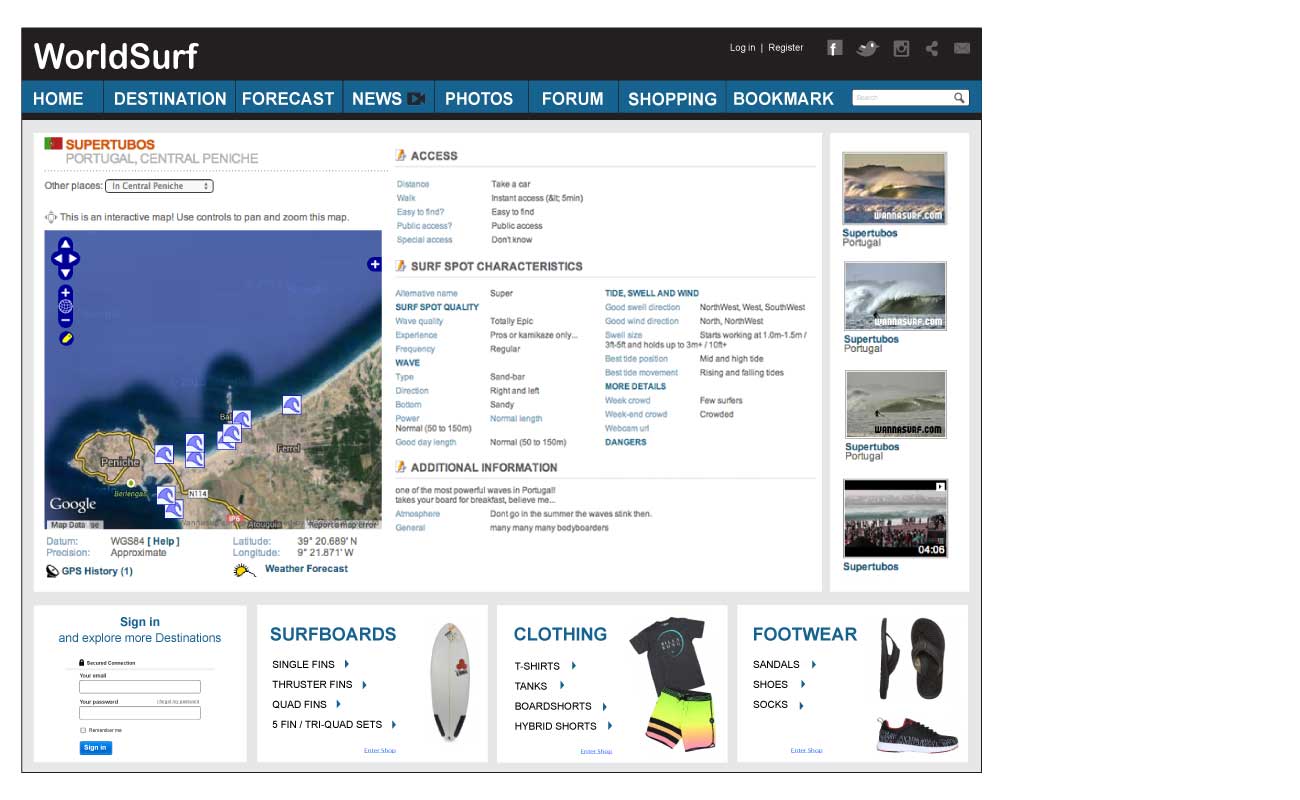 WorldSurf
Log in | Register
HOME DESTINATION FORECAST NEWS PHOTOS FORUM SHOPPING BOOKMARK Search
SUPERTUBOS
PORTUGAL, CENTRAL PENICHE
Other places: In Central Peniche
This is an interactive map! Use controls to pan and zoom this map.
Bal
Ferrel
Peniche
Berlengas
N114
IP6
Atouguia
Google
Map Data
Report a map error
Datum: WGS84 [ Help ] Latitude: 39° 20.689' N
Precision: Approximate Longitude: 9° 21.871' W
GPS History (1) Weather Forecast
ACCESS
Distance Take a car
Walk Instant access (&lt; 5min)
Easy to find? Easy to find
Public access? Public access
Special access Don't know
SURF SPOT CHARACTERISTICS
Alternative name Super
SURF SPOT QUALITY
Wave quality Totally Epic
Experience Pros or kamikaze only...
Frequency Regular
WAVE
Type Sand-bar
Direction Right and left
Bottom Sandy
Power Normal length
Normal (50 to 150m)
Good day length Normal (50 to 150m)
TIDE, SWELL AND WIND
Good swell direction NorthWest, West, SouthWest
Good wind direction North, NorthWest
Swell size Starts working at 1.0m-1.5m /
3ft-5ft and holds up to 3m+ / 10ft+
Best tide position Mid and high tide
Best tide movement Rising and falling tides
MORE DETAILS
Week crowd Few surfers
Week-end crowd Crowded
Webcam url
DANGERS
ADDITIONAL INFORMATION
one of the most powerful waves in Portugal!
takes your board for breakfast, believe me...
Atmosphere Dont go in the summer the waves stink then.
General many many many bodyboarders
WANNASURF.COM
Supertubos
Portugal
WANNASURF.COM
Supertubos
Portugal
WANNASURF.COM
Supertubos
Portugal
04:06
Supertubos
Sign in
and explore more Destinations
Secured Connection
Your email
Your password I forgot my password
Remember me
Sign in
SURFBOARDS
SINGLE FINS
THRUSTER FINS
QUAD FINS
5 FIN / TRI-QUAD SETS
Enter Shop
CLOTHING
T-SHIRTS
TANKS
BOARDSHORTS
HYBRID SHORTS
Enter Shop
FOOTWEAR
SANDALS
SHOES
SOCKS
Enter Shop